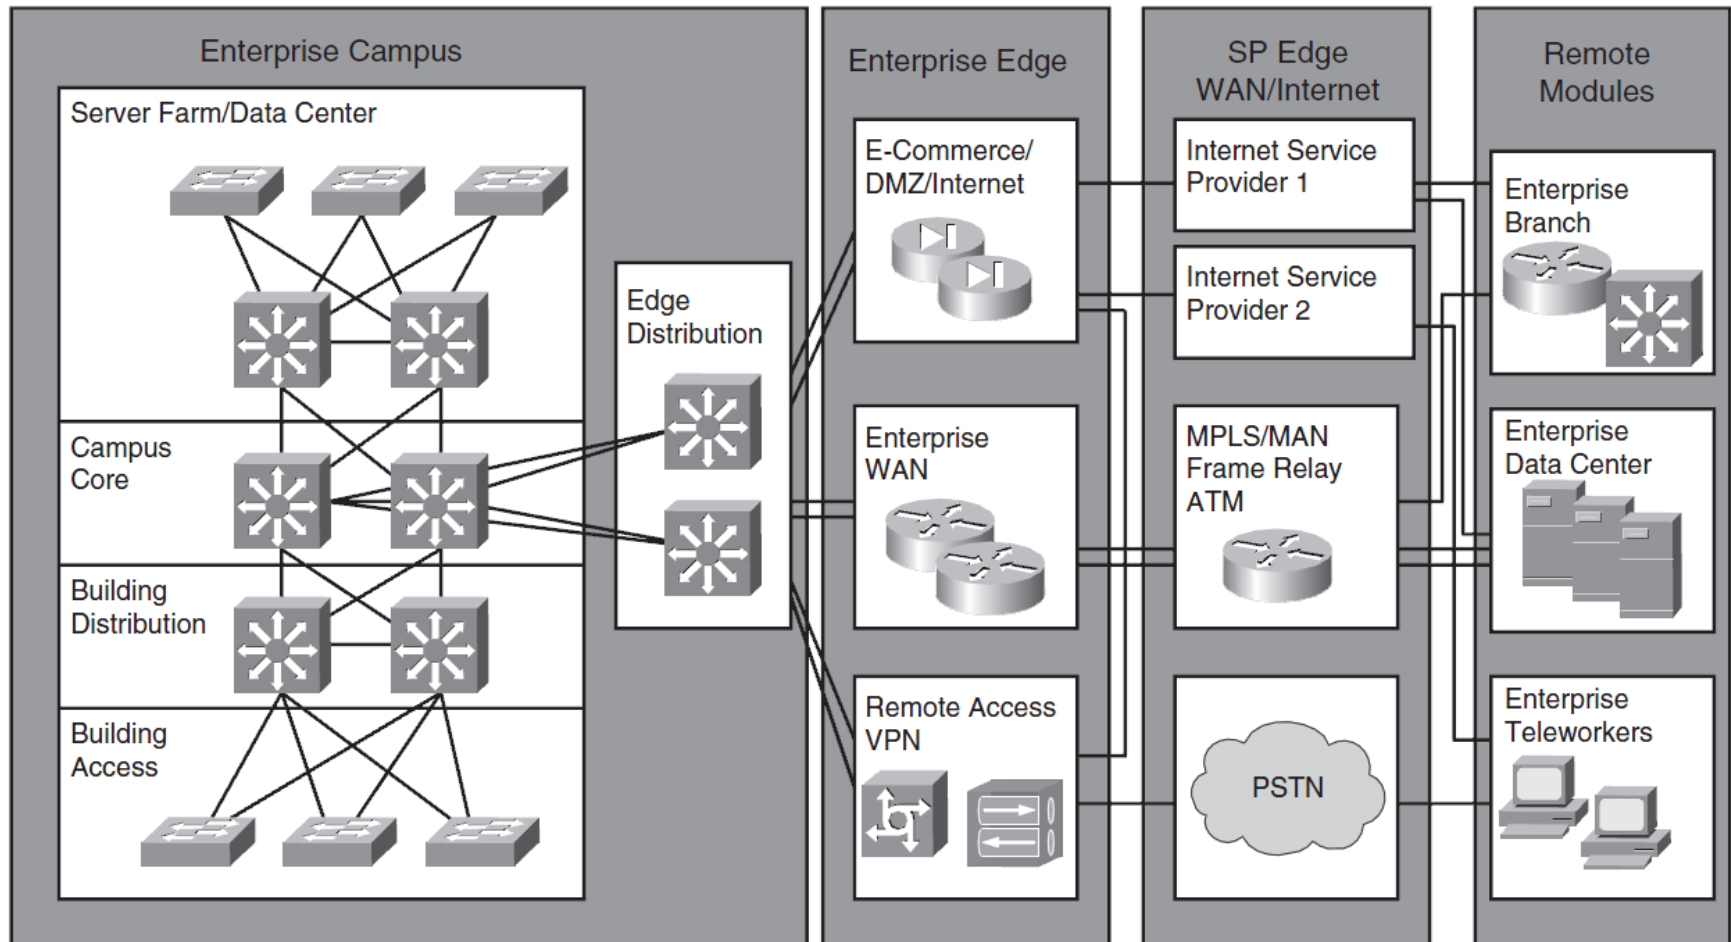 Enterprise Campus
Server Farm/Data Center
Campus
Core
Building
Distribution
Building
Access
Edge
Distribution
Enterprise Edge
E-Commerce/
DMZ/Internet
Enterprise
WAN
Remote Access
VPN
SP Edge
WAN/Internet
Internet Service
Provider 1
Internet Service
Provider 2
MPLS/MAN
Frame Relay
ATM
PSTN
Remote
Modules
Enterprise
Branch
Enterprise
Data Center
Enterprise
Teleworkers